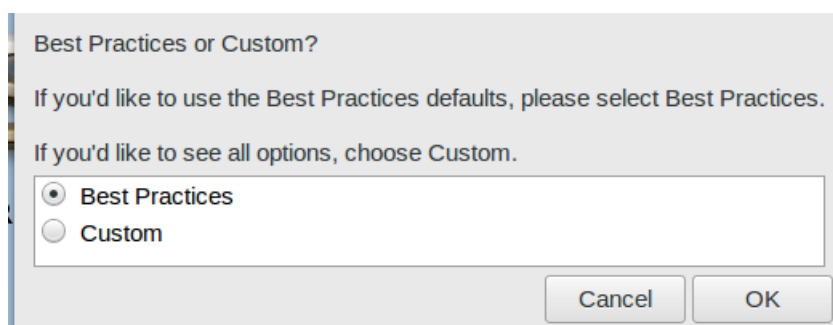 Best Practices or Custom?
If you'd like to use the Best Practices defaults, please select Best Practices.
If you'd like to see all options, choose Custom.
Best Practices
Custom
Cancel OK